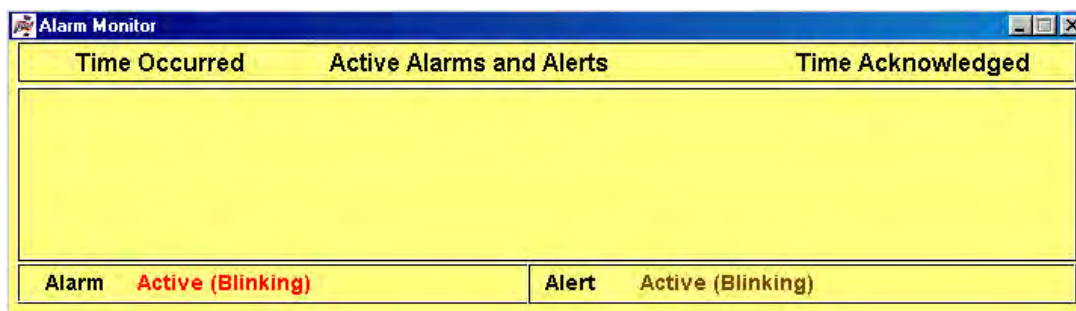 Alarm Monitor
Time Occurred Active Alarms and Alerts Time Acknowledged
Alarm Active (Blinking) Alert Active (Blinking)